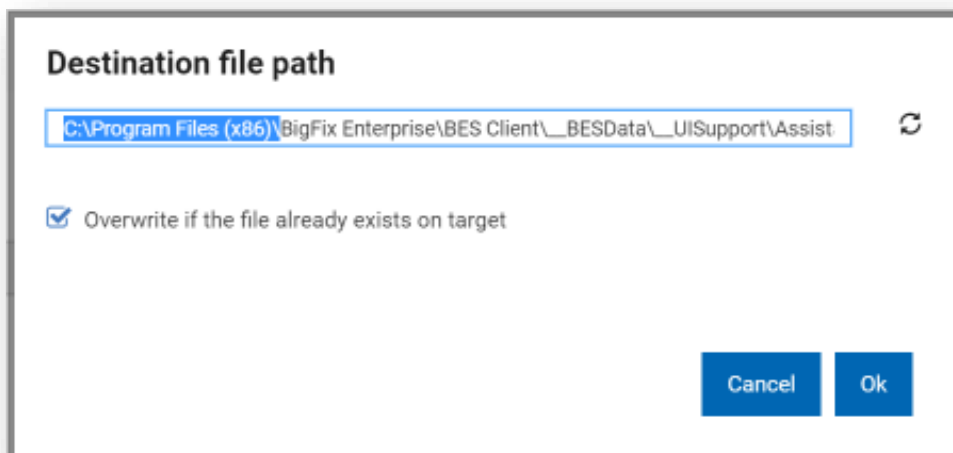 Destination file path
C:\Program Files (x86)\BigFix Enterprise\BES Client\__BESData\__UISupport\Assist
Overwrite if the file already exists on target
Cancel Ok